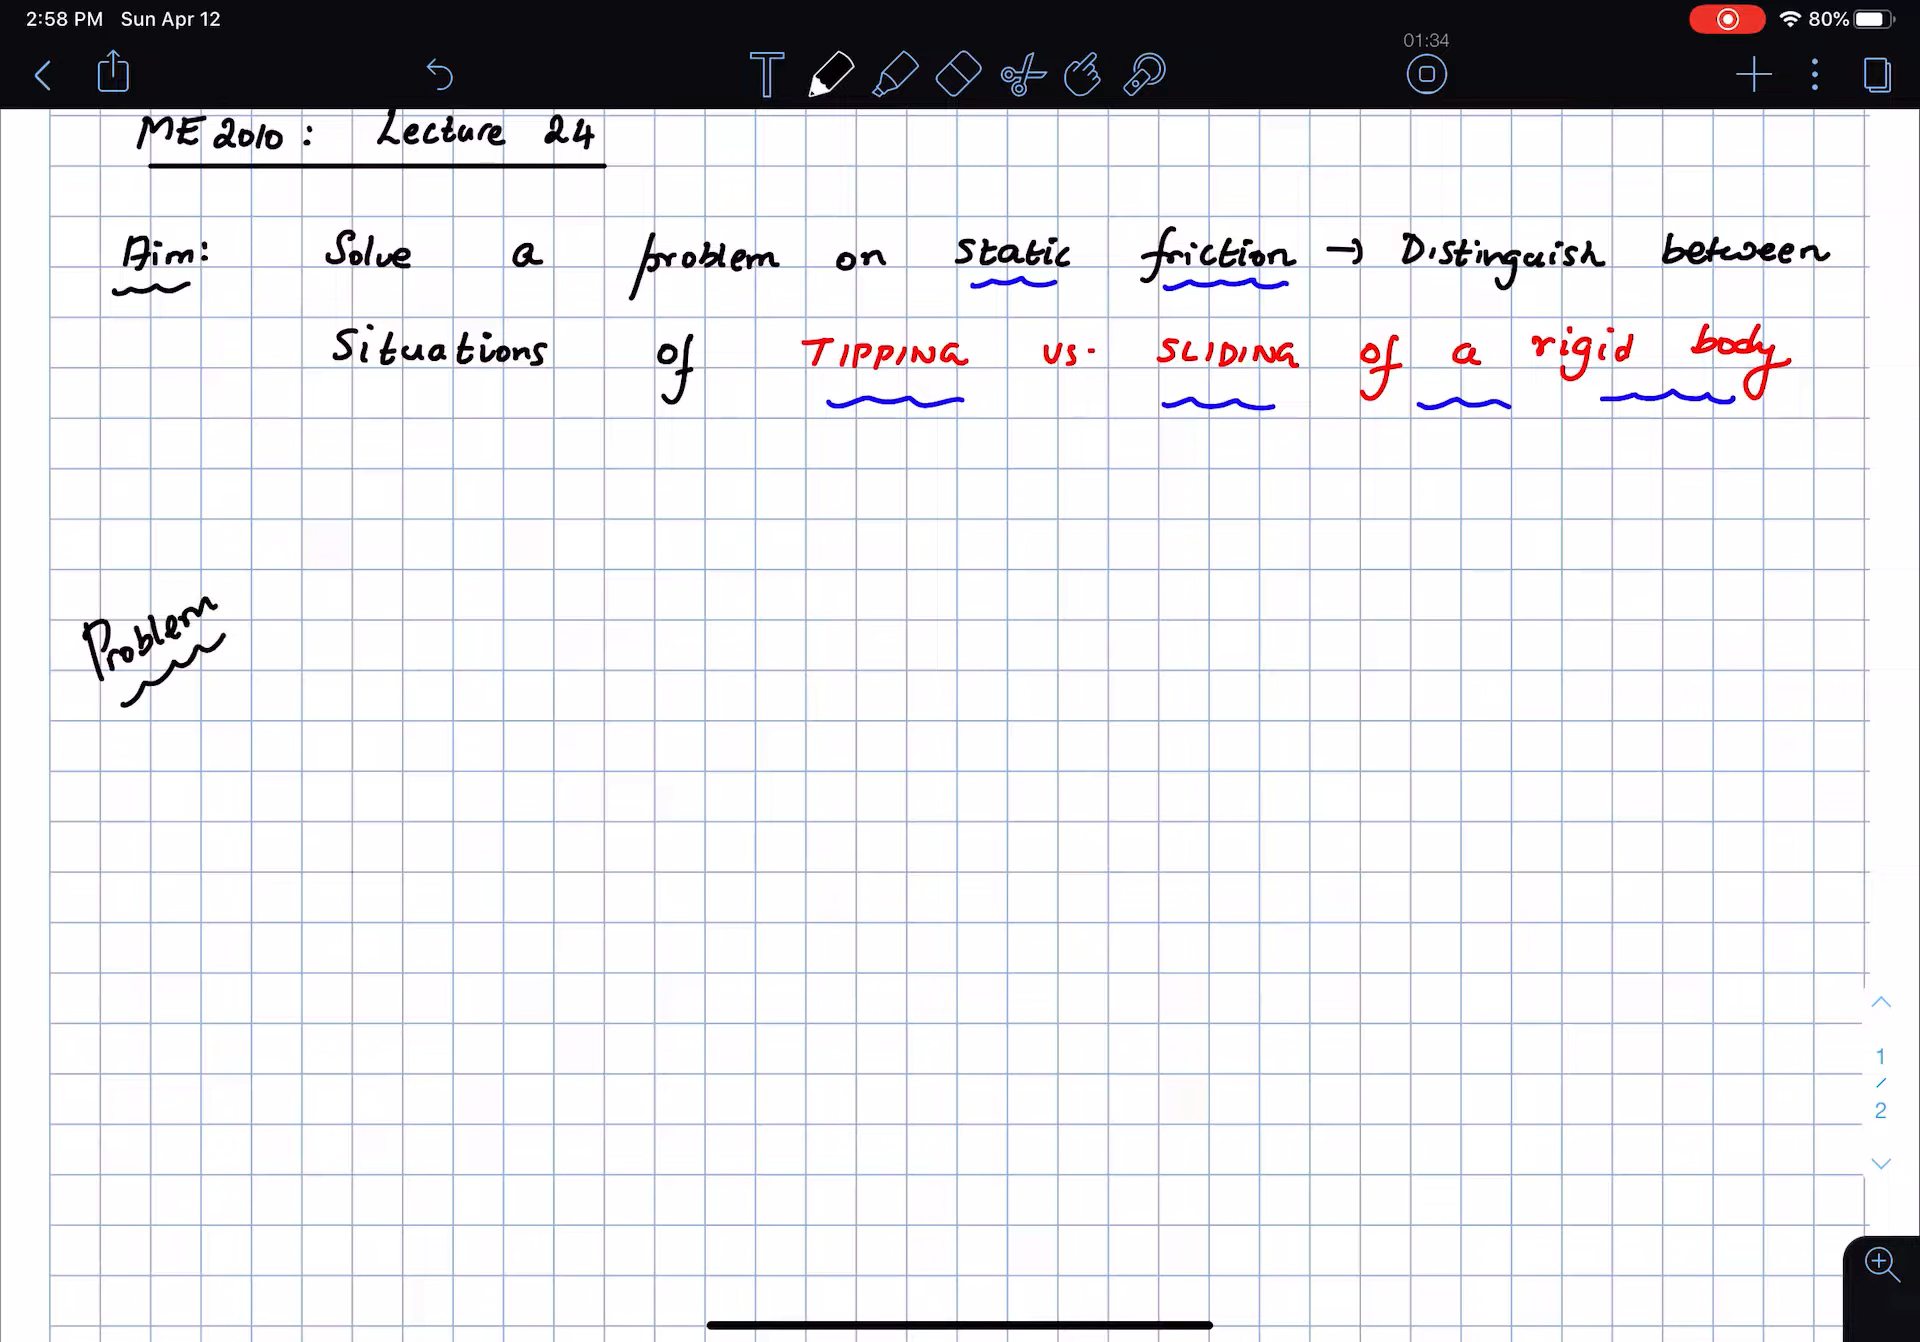 2:58 PM Sun Apr 12
80%
01:34
ME 2010 : Lecture 24
Aim: Solve a problem on static friction → Distinguish between
Situations of TIPPING vs. SLIDING of a rigid body
Problem
1
/
2